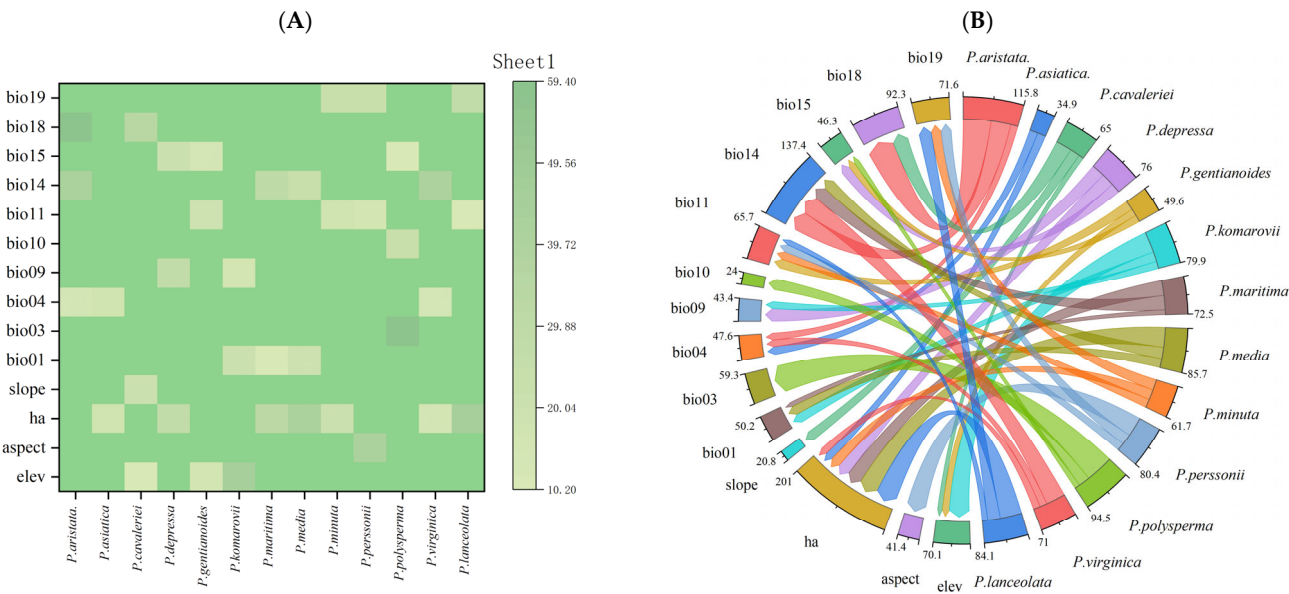 (A)
Sheet1
59.40
49.56
39.72
29.88
20.04
10.20
bio19
bio18
bio15
bio14
bio11
bio10
bio09
bio04
bio03
bio01
slope
ha
aspect
elev
P.aristata.
P.asiatica
P.cavaleriei
P.depressa
P.gentianoides
P.komarovii
P.maritima
P.media
P.minuta
P.perssonii
P.polysperma
P.virginica
P.lanceolata
(B)
P.aristata.
115.8
P.asiatica.
34.9
P.cavaleriei
65
P.depressa
76
P.gentianoides
49.6
P.komarovii
79.9
P.maritima
72.5
P.media
85.7
P.minuta
61.7
P.perssonii
80.4
P.polysperma
94.5
P.virginica
71
P.lanceolata
84.1
elev
70.1
aspect
41.4
ha
201
slope
20.8
bio01
50.2
bio03
59.3
bio04
47.6
bio09
43.4
bio10
24
bio11
65.7
bio14
137.4
bio15
46.3
bio18
92.3
bio19
71.6